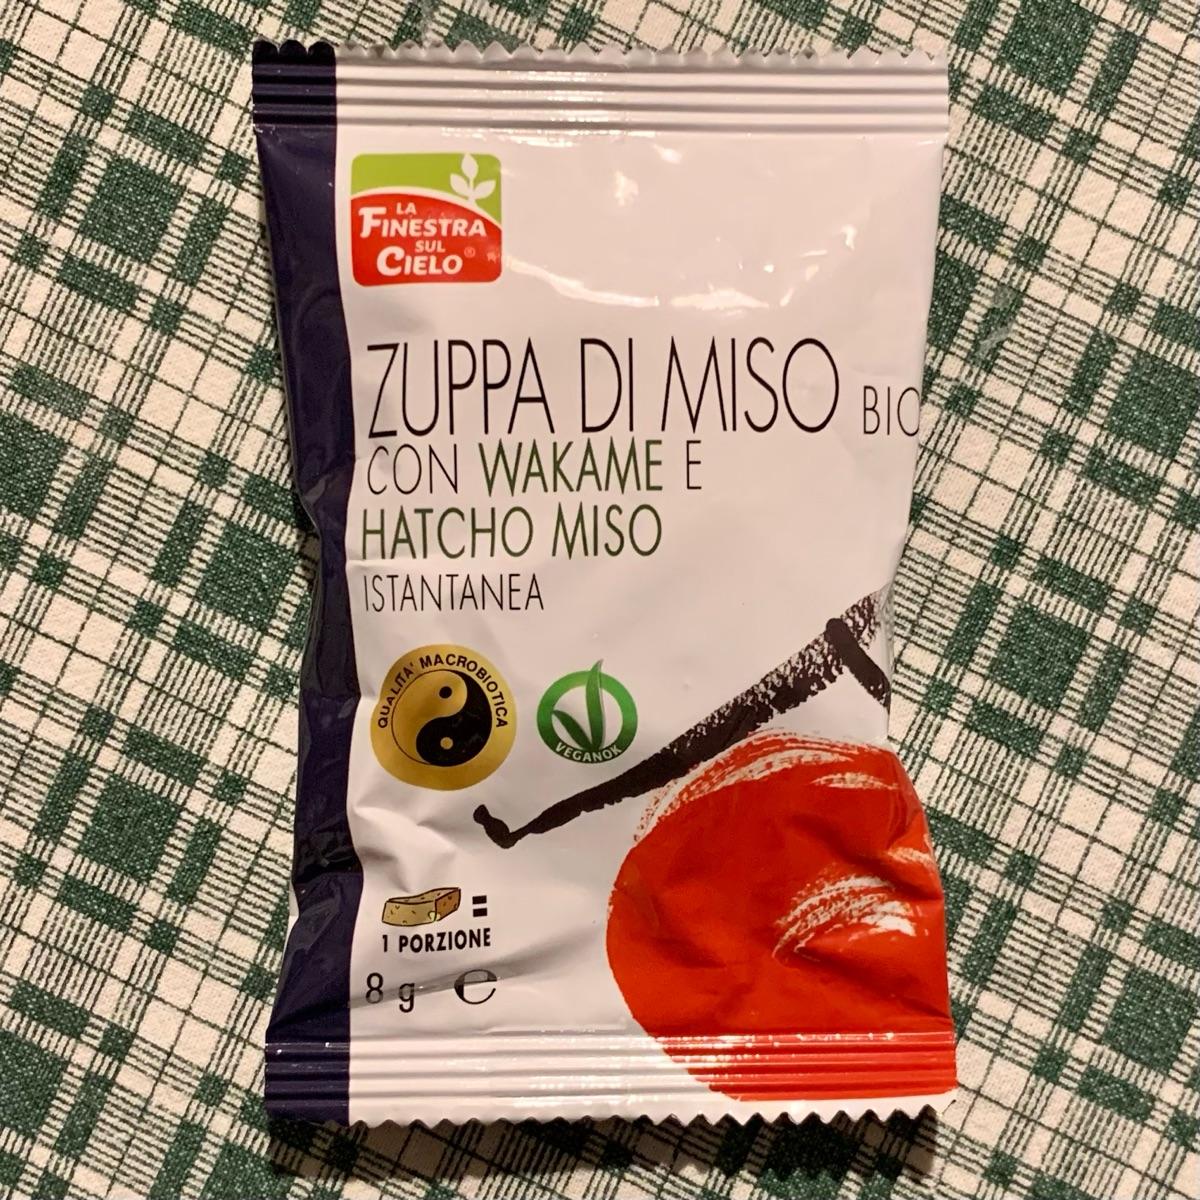 LA
FINESTRA
SUL
CIELO®
ZUPPA DI MISO BIO
CON WAKAME E
HATCHO MISO
ISTANTANEA
QUALITA' MACROBIOTICA
VEGANOK
=
1 PORZIONE
8 g ℮